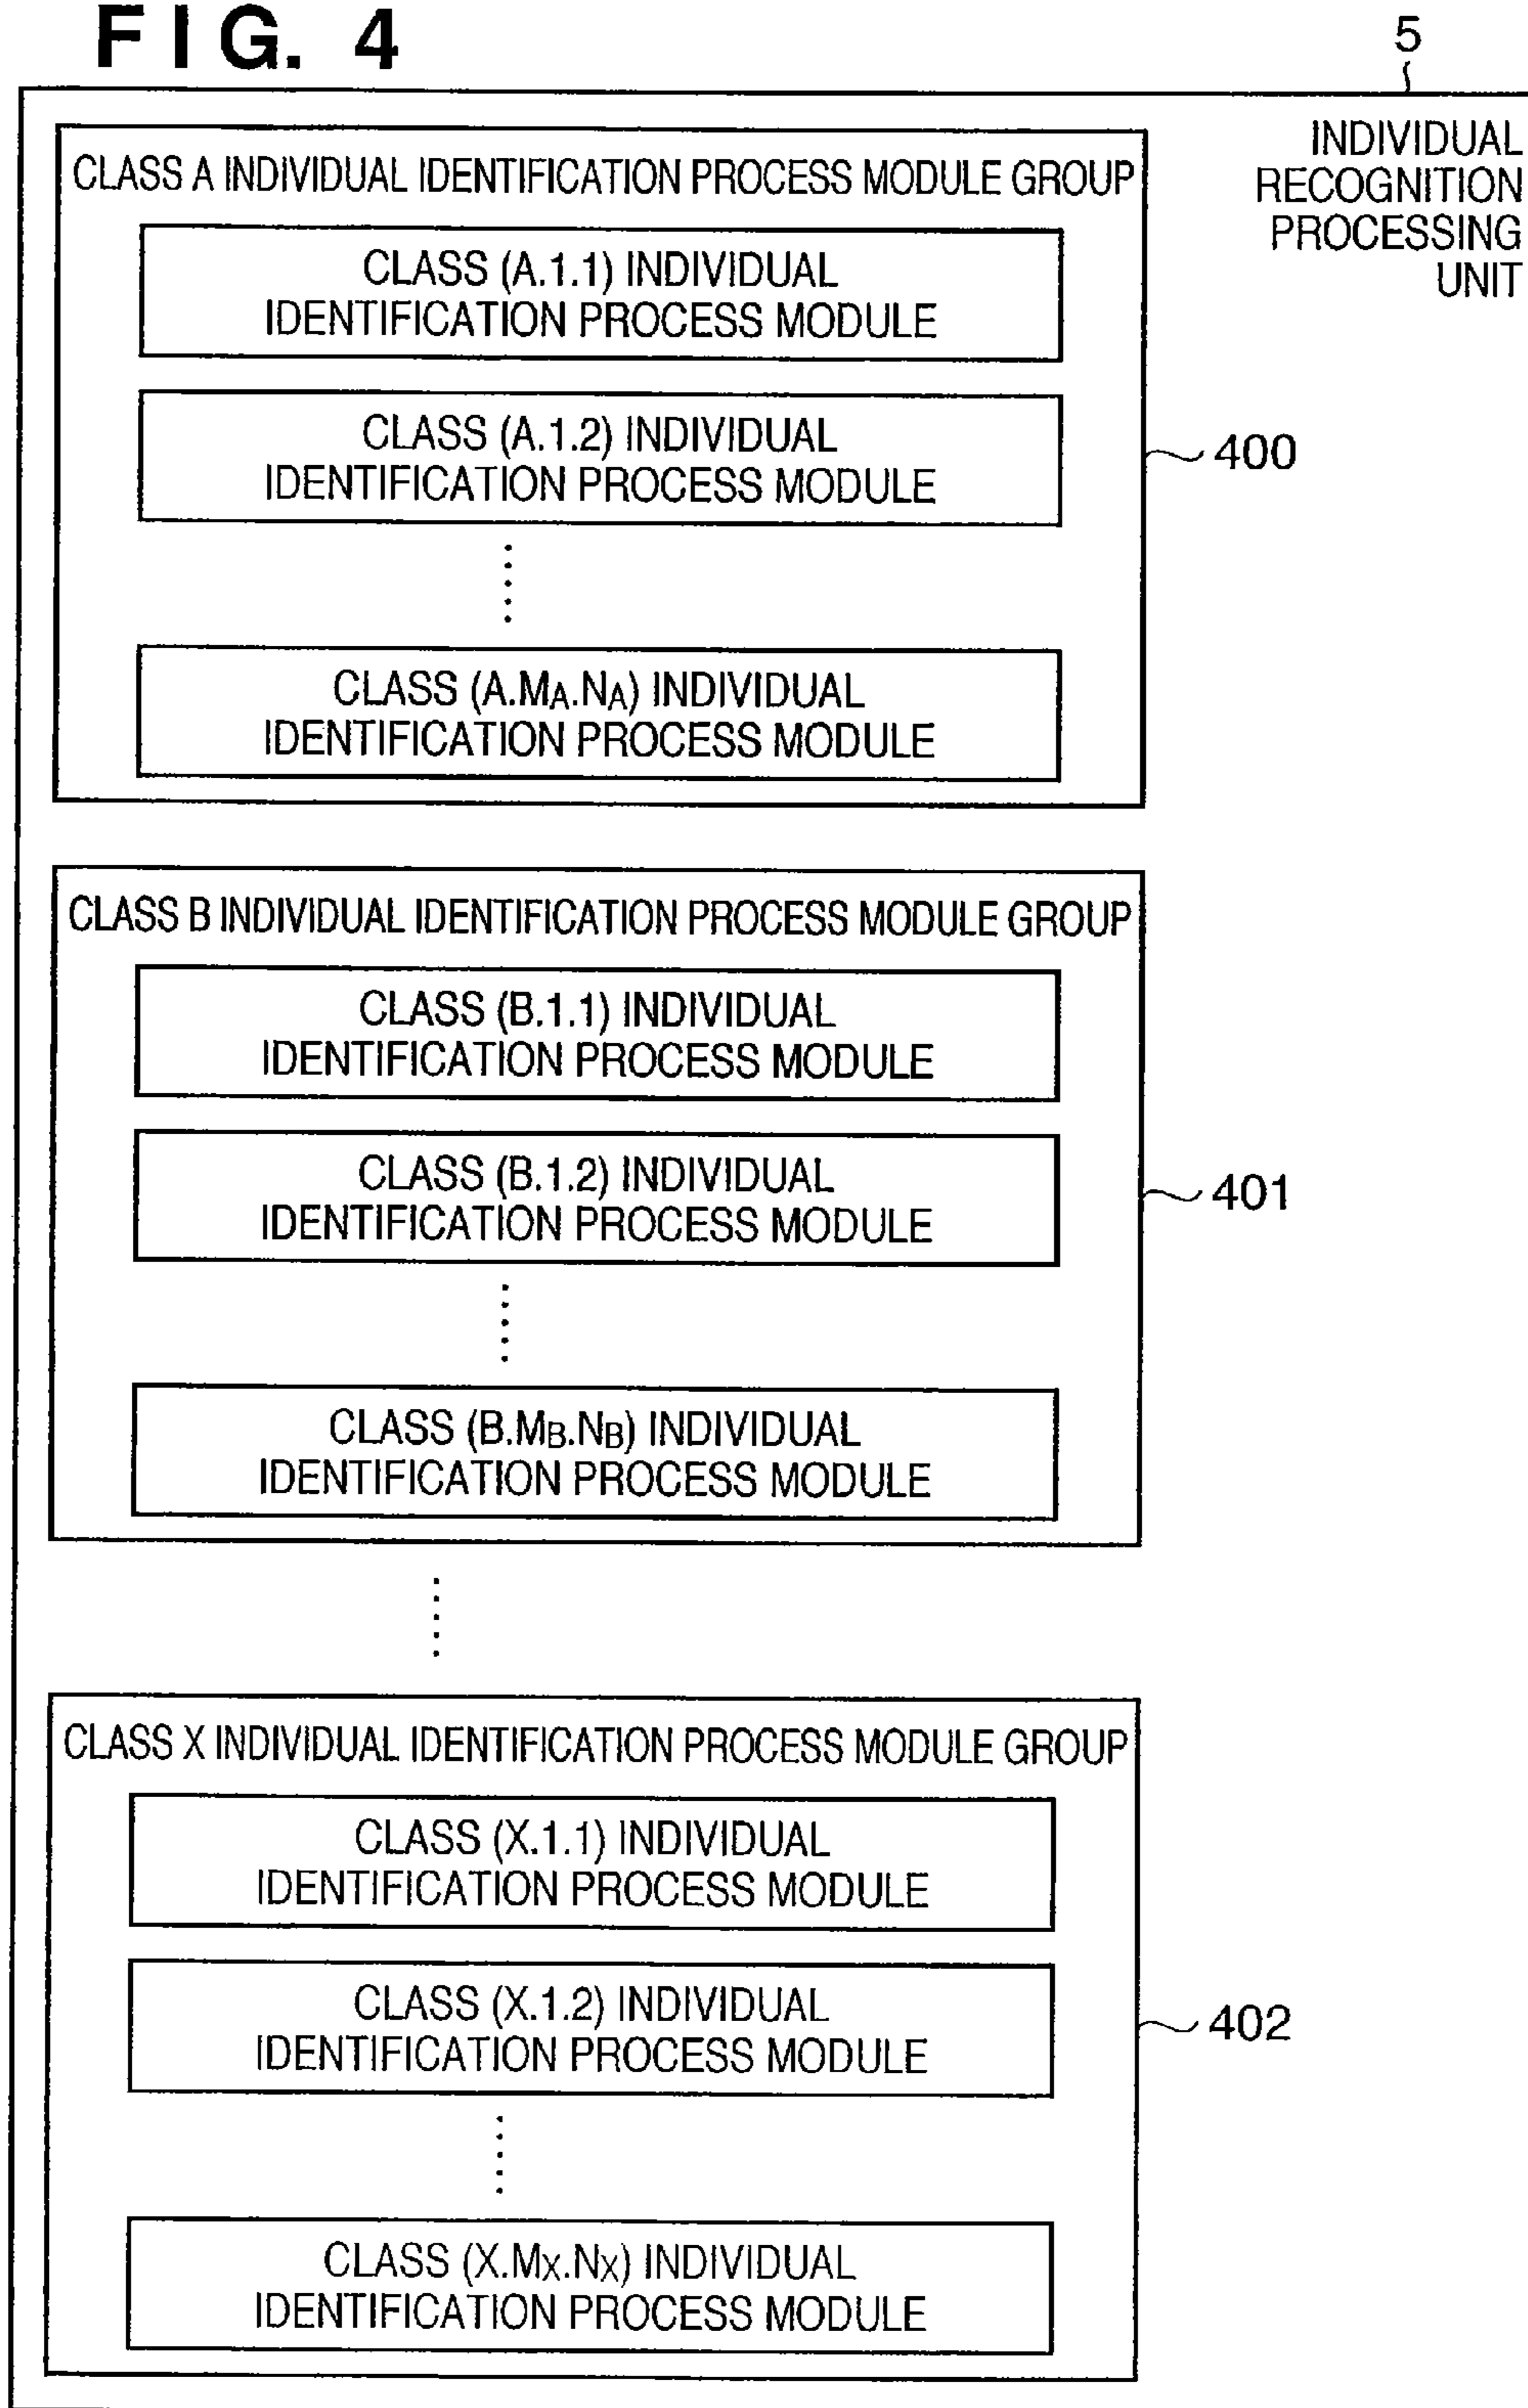 FIG. 4
5
INDIVIDUAL
RECOGNITION
PROCESSING
UNIT
CLASS A INDIVIDUAL IDENTIFICATION PROCESS MODULE GROUP
CLASS (A.1.1) INDIVIDUAL
IDENTIFICATION PROCESS MODULE
CLASS (A.1.2) INDIVIDUAL
IDENTIFICATION PROCESS MODULE
400
CLASS (A.MA.NA) INDIVIDUAL
IDENTIFICATION PROCESS MODULE
CLASS B INDIVIDUAL IDENTIFICATION PROCESS MODULE GROUP
CLASS (B.1.1) INDIVIDUAL
IDENTIFICATION PROCESS MODULE
CLASS (B.1.2) INDIVIDUAL
IDENTIFICATION PROCESS MODULE
401
CLASS (B.MB.NB) INDIVIDUAL
IDENTIFICATION PROCESS MODULE
CLASS X INDIVIDUAL IDENTIFICATION PROCESS MODULE GROUP
CLASS (X.1.1) INDIVIDUAL
IDENTIFICATION PROCESS MODULE
CLASS (X.1.2) INDIVIDUAL
IDENTIFICATION PROCESS MODULE
402
CLASS (X.MX.NX) INDIVIDUAL
IDENTIFICATION PROCESS MODULE